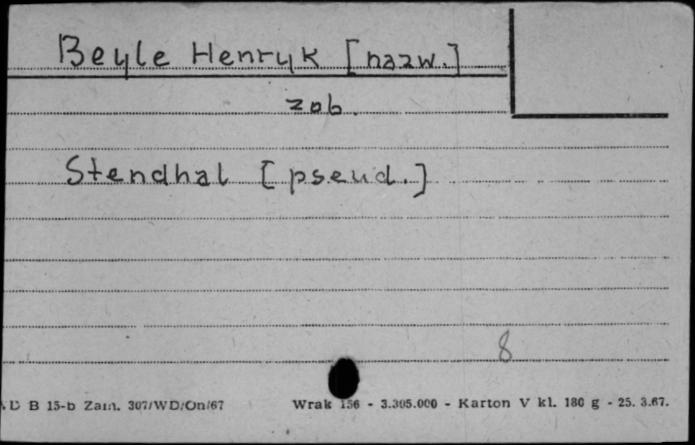 Beyle Henryk [nazw.]
zob.
Stendhal [pseud.]
8
B 15-b Zam. 307/WD/On/67 Wrak 156 - 3.305.000 - Karton V kl. 180 g - 25. 3.67.